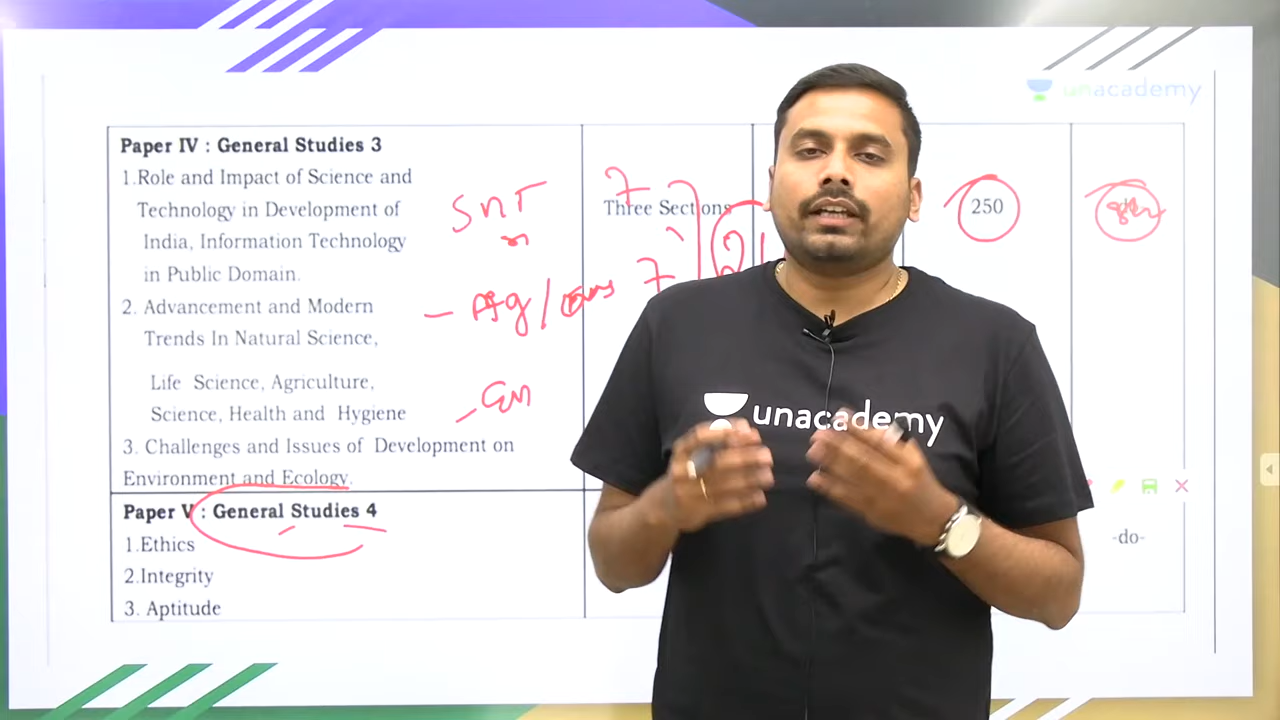 unacademy
Paper IV : General Studies 3
1.Role and Impact of Science and
Technology in Development of
India, Information Technology
in Public Domain.
2. Advancement and Modern
Trends In Natural Science,
Life Science, Agriculture,
Science, Health and Hygiene
3. Challenges and Issues of Development on
Environment and Ecology.
SnT
7
Three Sections
7
21
250
Paper V : General Studies 4
1.Ethics
2.Integrity
3. Aptitude
-do-
unacademy